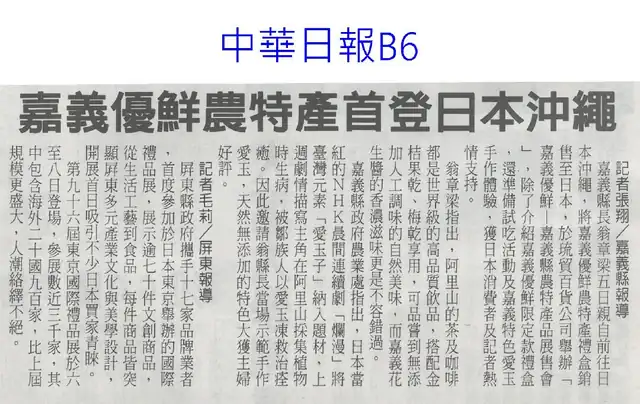 中華日報B6
嘉義優鮮農特產首登日本沖繩
記者張翔／嘉義縣報導
嘉義縣長翁章梁五日親自前往日
本沖繩，將嘉義優鮮農特產禮盒銷
售至日本，於琉貿百貨公司舉辦「
嘉義優鮮—嘉義縣農特產品展售會
」，除了介紹嘉義優鮮限定款禮盒
，還準備試吃活動及嘉義特色愛玉
手作體驗，獲日本消費者及記者熱
情支持。
翁章梁指出，阿里山的茶及咖啡
都是世界級的高品質飲品，搭配金
桔果乾、梅乾享用，可品嘗到無添
加人工調味的自然美味，而嘉義花
生醬的香濃滋味更是不容錯過。
嘉義縣政府農業處指出，日本當
紅的NHK晨間連續劇「爛漫」將
臺灣元素「愛玉子」納入題材，上
週劇情描寫主角在阿里山採集植物
時生病，被鄒族人以愛玉凍救治痊
癒。因此邀請翁縣長當場示範手作
愛玉，天然無添加的特色大獲主婦
好評。
記者毛莉／屏東報導
屏東縣政府攜手十七家品牌業者
，首度參加於日本東京舉辦的國際
禮品展，展示逾七十件文創商品，
從生活工藝到食品，每件商品皆突
顯屏東多元產業文化與美學設計，
開展首日吸引不少日本買家青睞。
第九十六屆東京國際禮品展於六
至八日登場，參展數近三千家，其
中包含海外二十國九百家，比上屆
規模更盛大，人潮絡繹不絕。